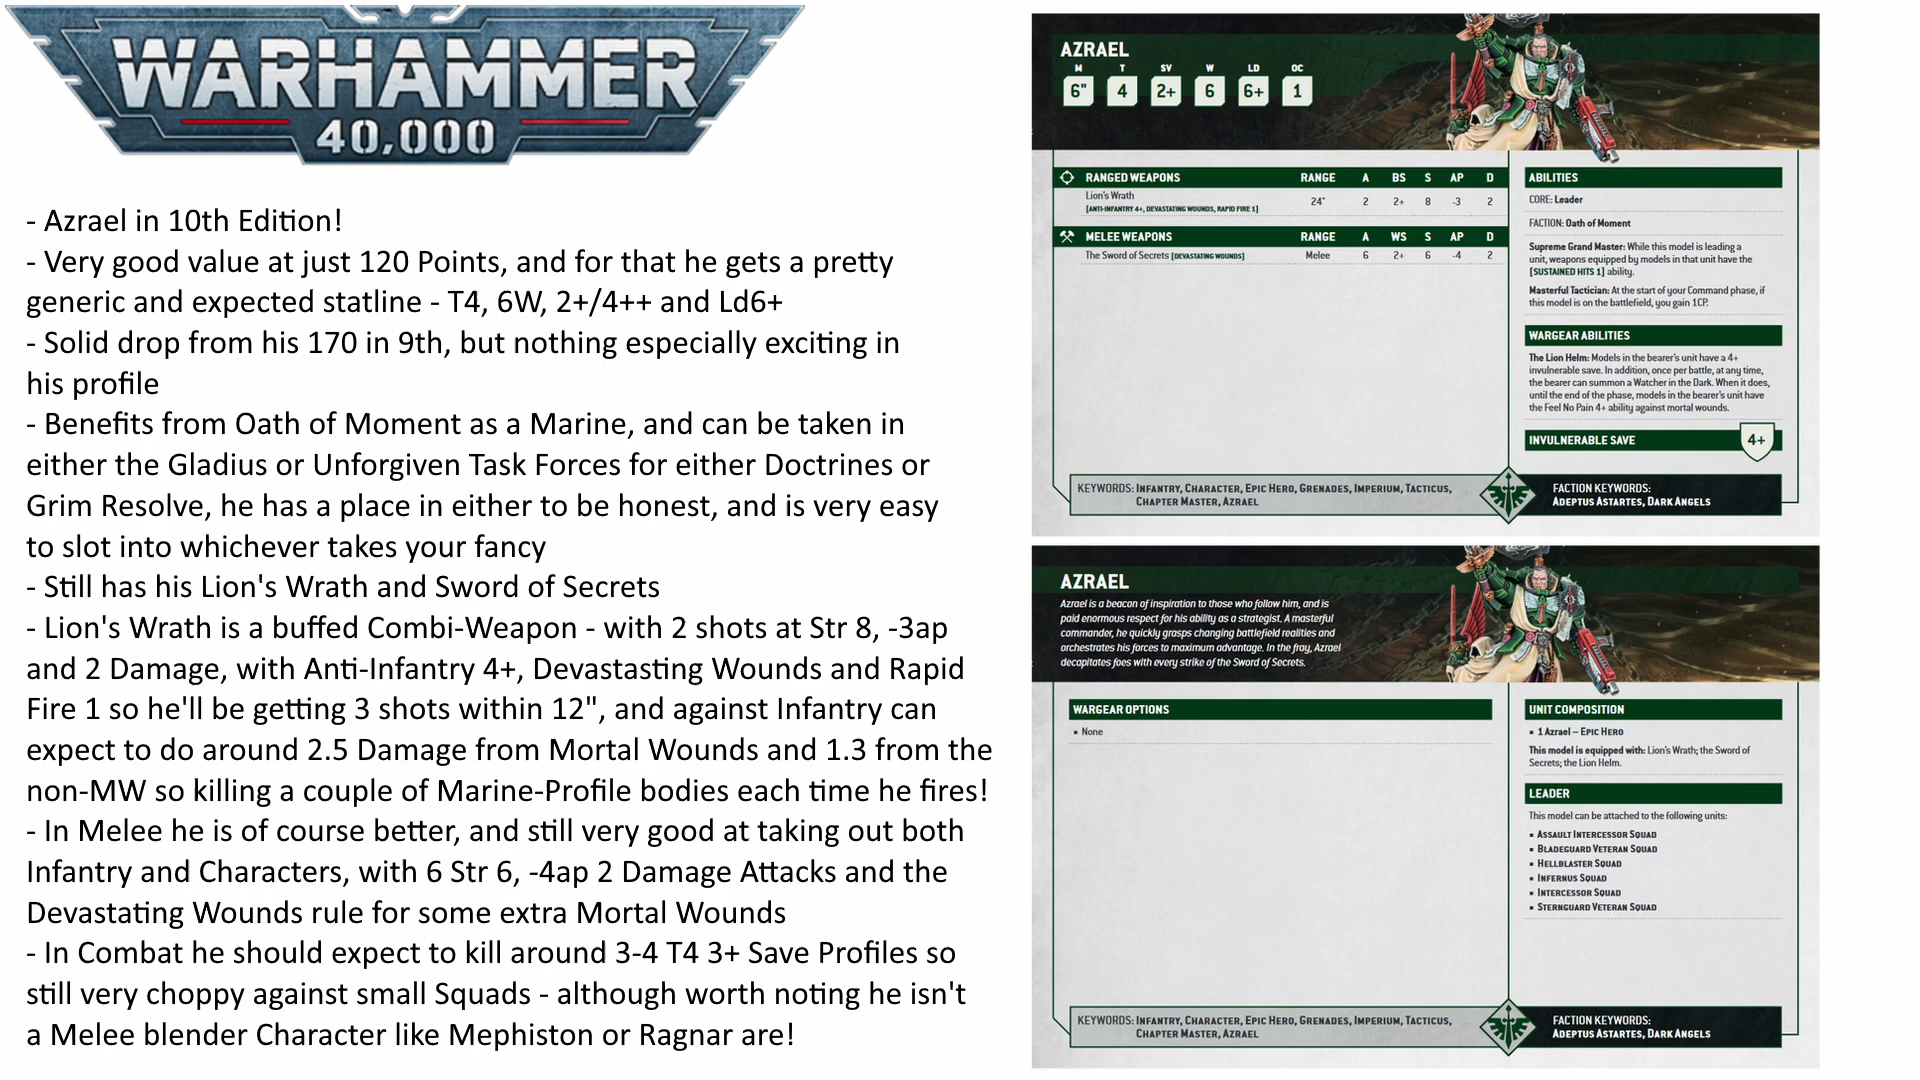 WARHAMMER
40,000
- Azrael in 10th Edition!
- Very good value at just 120 Points, and for that he gets a pretty
generic and expected statline - T4, 6W, 2+/4++ and Ld6+
- Solid drop from his 170 in 9th, but nothing especially exciting in
his profile
- Benefits from Oath of Moment as a Marine, and can be taken in
either the Gladius or Unforgiven Task Forces for either Doctrines or
Grim Resolve, he has a place in either to be honest, and is very easy
to slot into whichever takes your fancy
- Still has his Lion's Wrath and Sword of Secrets
- Lion's Wrath is a buffed Combi-Weapon - with 2 shots at Str 8, -3ap
and 2 Damage, with Anti-Infantry 4+, Devastasting Wounds and Rapid
Fire 1 so he'll be getting 3 shots within 12", and against Infantry can
expect to do around 2.5 Damage from Mortal Wounds and 1.3 from the
non-MW so killing a couple of Marine-Profile bodies each time he fires!
- In Melee he is of course better, and still very good at taking out both
Infantry and Characters, with 6 Str 6, -4ap 2 Damage Attacks and the
Devastating Wounds rule for some extra Mortal Wounds
- In Combat he should expect to kill around 3-4 T4 3+ Save Profiles so
still very choppy against small Squads - although worth noting he isn't
a Melee blender Character like Mephiston or Ragnar are!
AZRAEL
M T SV W LD OC
6" 4 2+ 6 6+ 1
RANGED WEAPONS RANGE A BS S AP D
Lion's Wrath
[ANTI-INFANTRY 4+, DEVASTATING WOUNDS, RAPID FIRE 1] 24" 2 2+ 8 -3 2
MELEE WEAPONS RANGE A WS S AP D
The Sword of Secrets [DEVASTATING WOUNDS] Melee 6 2+ 6 -4 2
ABILITIES
CORE: Leader
FACTION: Oath of Moment
Supreme Grand Master: While this model is leading a
unit, weapons equipped by models in that unit have the
[SUSTAINED HITS 1] ability.
Masterful Tactician: At the start of your Command phase, if
this model is on the battlefield, you gain 1CP.
WARGEAR ABILITIES
The Lion Helm: Models in the bearer's unit have a 4+
invulnerable save. In addition, once per battle, at any time,
the bearer can summon a Watcher in the Dark. When it does,
until the end of the phase, models in the bearer's unit have
the Feel No Pain 4+ ability against mortal wounds.
INVULNERABLE SAVE 4+
KEYWORDS: INFANTRY, CHARACTER, EPIC HERO, GRENADES, IMPERIUM, TACTICUS,
CHAPTER MASTER, AZRAEL
FACTION KEYWORDS:
ADEPTUS ASTARTES, DARK ANGELS
AZRAEL
Azrael is a beacon of inspiration to those who follow him, and is
paid enormous respect for his ability as a strategist. A masterful
commander, he quickly grasps changing battlefield realities and
orchestrates his forces to maximum advantage. In the fray, Azrael
decapitates foes with every strike of the Sword of Secrets.
WARGEAR OPTIONS
▪ None
UNIT COMPOSITION
▪ 1 Azrael – EPIC HERO
This model is equipped with: Lion's Wrath; the Sword of
Secrets; the Lion Helm.
LEADER
This model can be attached to the following units:
▪ ASSAULT INTERCESSOR SQUAD
▪ BLADEGUARD VETERAN SQUAD
▪ HELLBLASTER SQUAD
▪ INFERNUS SQUAD
▪ INTERCESSOR SQUAD
▪ STERNGUARD VETERAN SQUAD
KEYWORDS: INFANTRY, CHARACTER, EPIC HERO, GRENADES, IMPERIUM, TACTICUS,
CHAPTER MASTER, AZRAEL
FACTION KEYWORDS:
ADEPTUS ASTARTES, DARK ANGELS